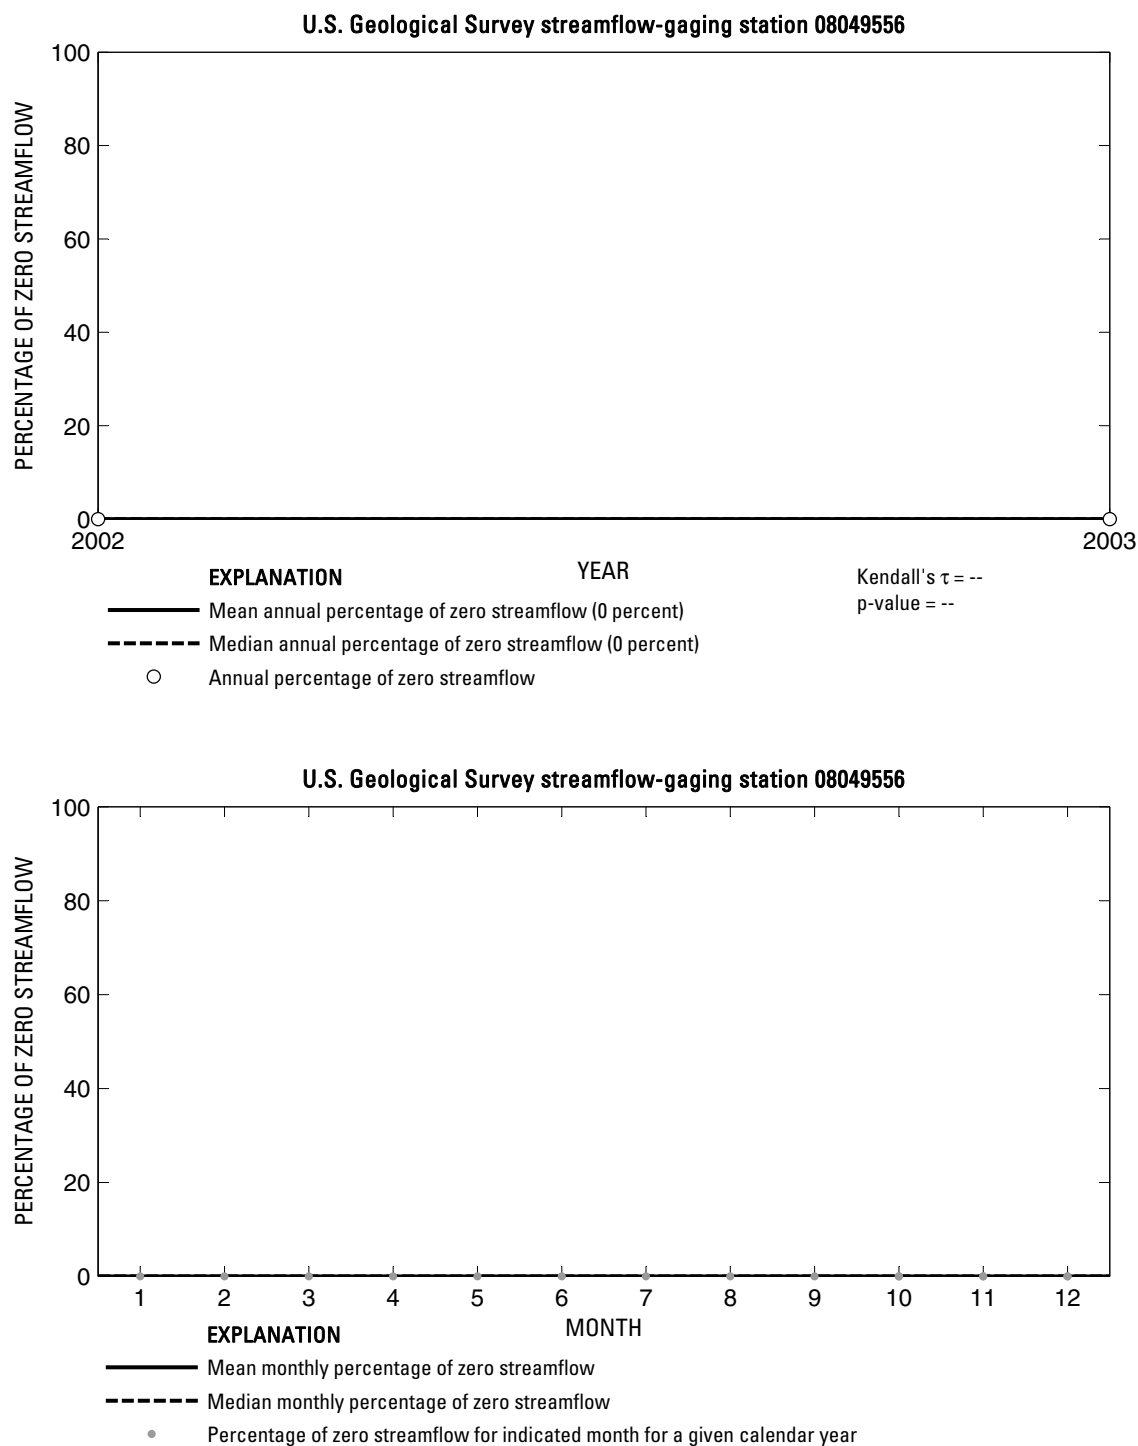 U.S. Geological Survey streamflow-gaging station 08049556
100
80
60
40
20
0
PERCENTAGE OF ZERO STREAMFLOW
2002
2003
YEAR
EXPLANATION
Mean annual percentage of zero streamflow (0 percent)
Median annual percentage of zero streamflow (0 percent)
Annual percentage of zero streamflow
Kendall's τ = --
p-value = --
U.S. Geological Survey streamflow-gaging station 08049556
100
80
60
40
20
0
PERCENTAGE OF ZERO STREAMFLOW
1 2 3 4 5 6 7 8 9 10 11 12
MONTH
EXPLANATION
Mean monthly percentage of zero streamflow
Median monthly percentage of zero streamflow
Percentage of zero streamflow for indicated month for a given calendar year